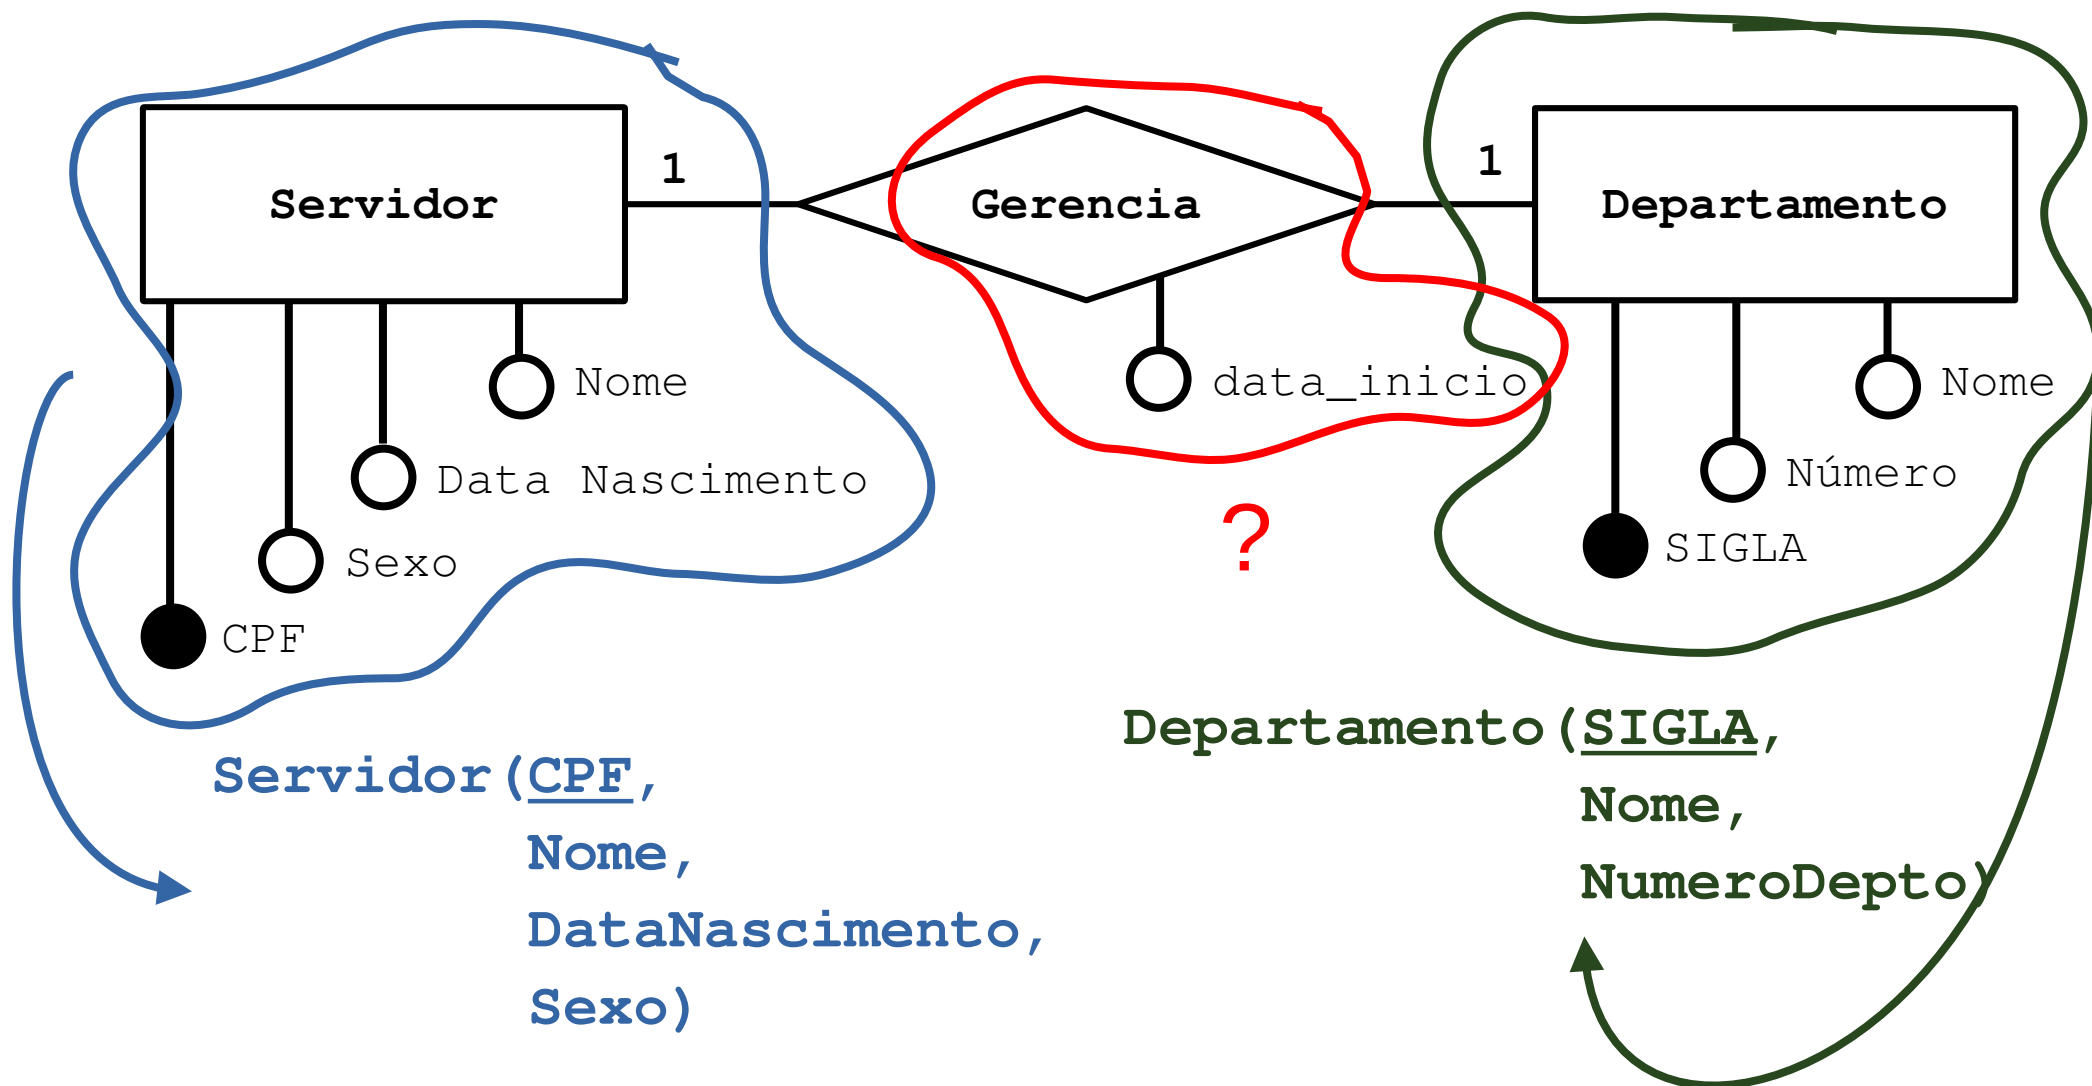 Servidor
1
Gerencia
1
Departamento
Nome
Data Nascimento
Sexo
CPF
data_inicio
?
Nome
Número
SIGLA
Servidor(CPF,
Nome,
DataNascimento,
Sexo)
Departamento(SIGLA,
Nome,
NumeroDepto)